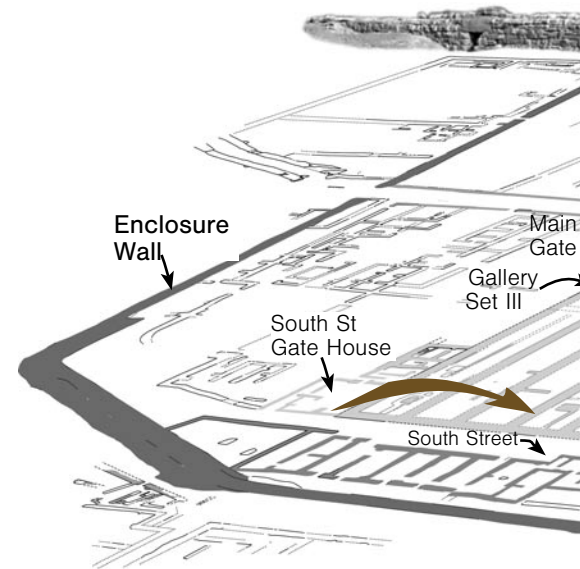 Enclosure
Wall
Main
Gate
Gallery
Set III
South St
Gate House
South Street